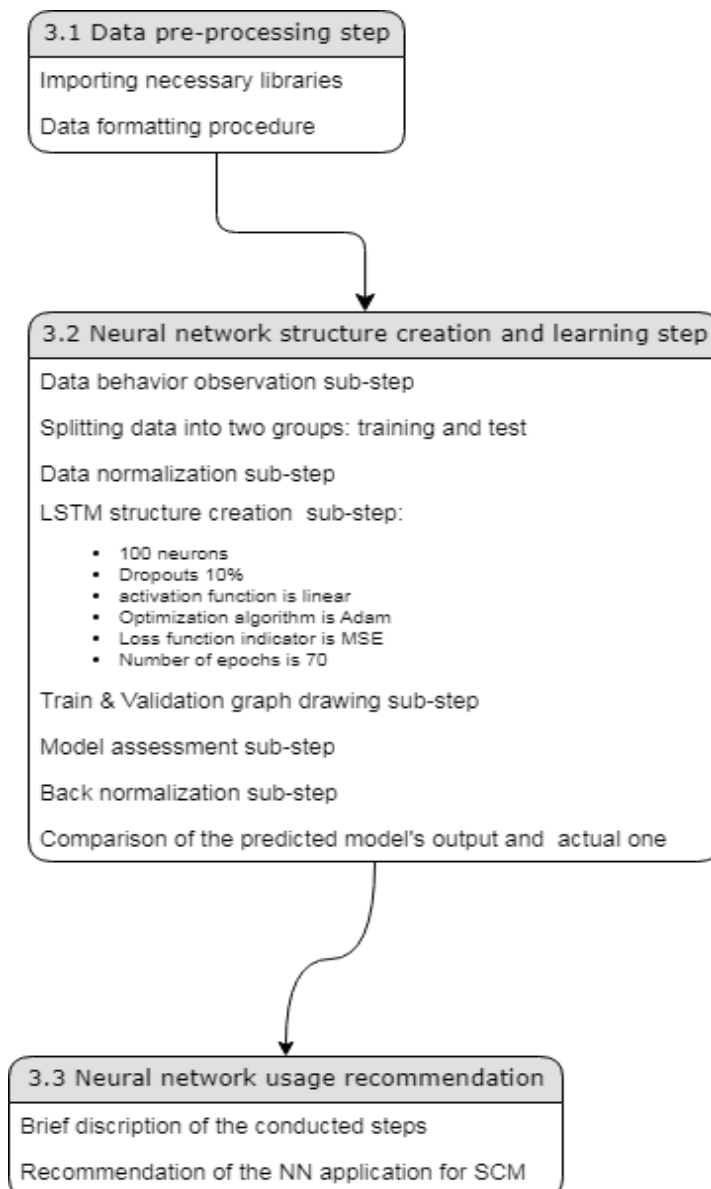 3.1 Data pre-processing step
Importing necessary libraries
Data formatting procedure
3.2 Neural network structure creation and learning step
Data behavior observation sub-step
Splitting data into two groups: training and test
Data normalization sub-step
LSTM structure creation  sub-step:
• 100 neurons
• Dropouts 10%
• activation function is linear
• Optimization algorithm is Adam
• Loss function indicator is MSE
• Number of epochs is 70
Train & Validation graph drawing sub-step
Model assessment sub-step
Back normalization sub-step
Comparison of the predicted model's output and  actual one
3.3 Neural network usage recommendation
Brief discription of the conducted steps
Recommendation of the NN application for SCM